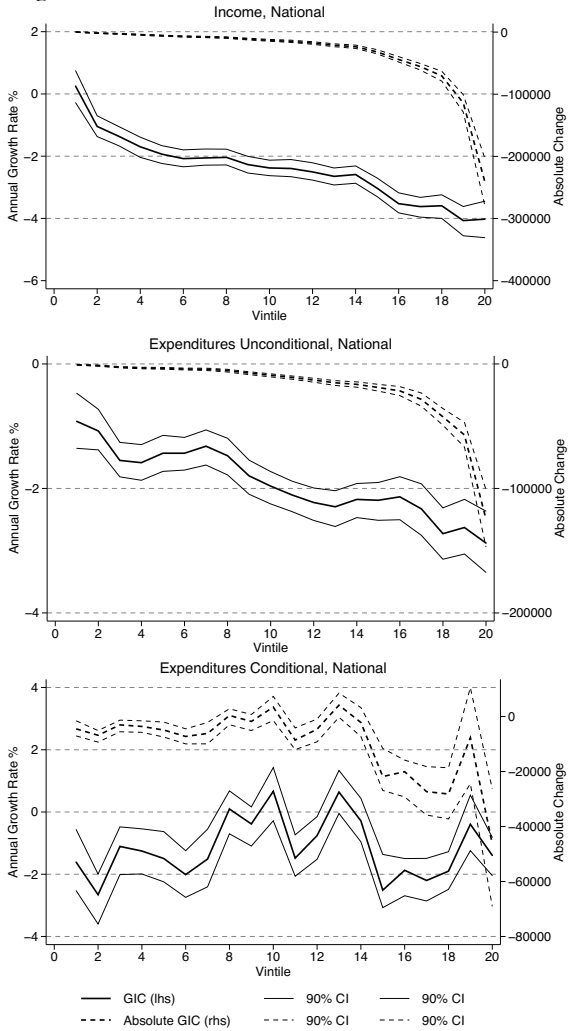 Income, National
2
0
−2
−4
−6
Annual Growth Rate %
0
−100000
−200000
−300000
−400000
Absolute Change
0 2 4 6 8 10 12 14 16 18 20
Vintile
Expenditures Unconditional, National
0
−2
−4
Annual Growth Rate %
0
−100000
−200000
Absolute Change
0 2 4 6 8 10 12 14 16 18 20
Vintile
Expenditures Conditional, National
4
2
0
−2
−4
Annual Growth Rate %
0
−20000
−40000
−60000
−80000
Absolute Change
0 2 4 6 8 10 12 14 16 18 20
Vintile
GIC (lhs) 90% CI 90% CI
Absolute GIC (rhs) 90% CI 90% CI